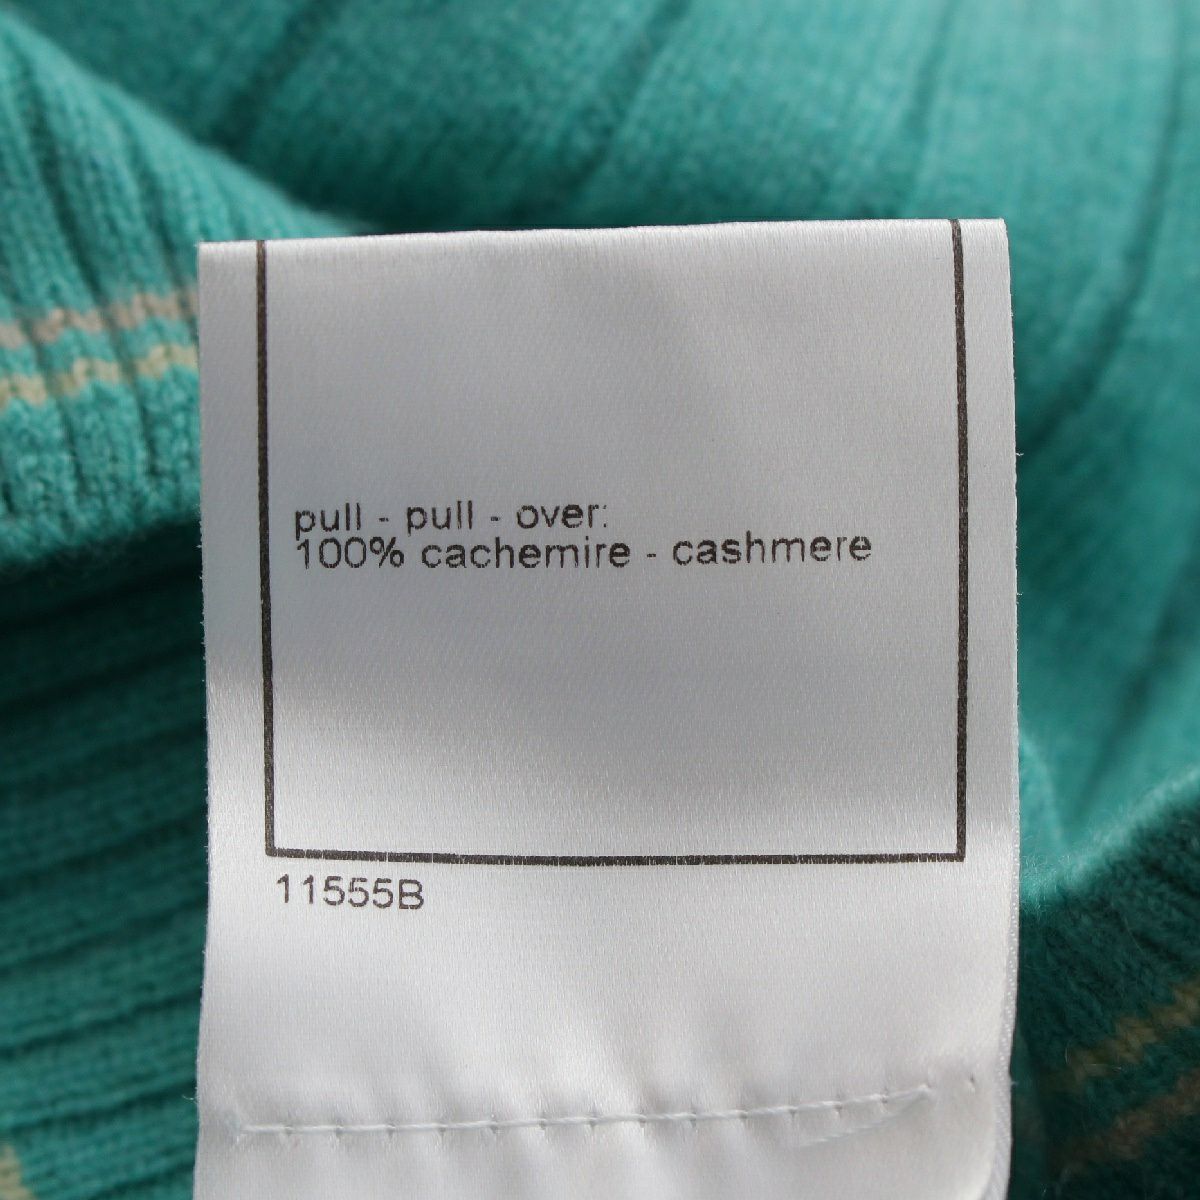 pull - pull - over:
100% cachemire - cashmere
11555B